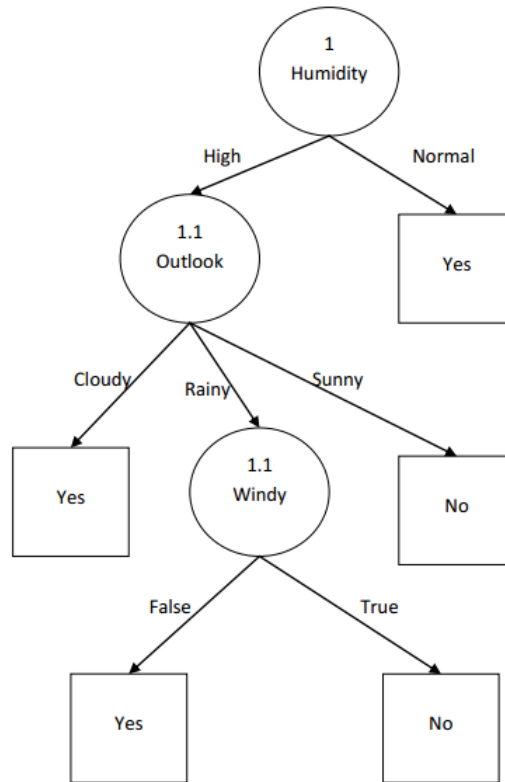 1
Humidity
High
Normal
1.1
Outlook
Yes
Cloudy
Rainy
Sunny
Yes
1.1
Windy
No
False
True
Yes
No